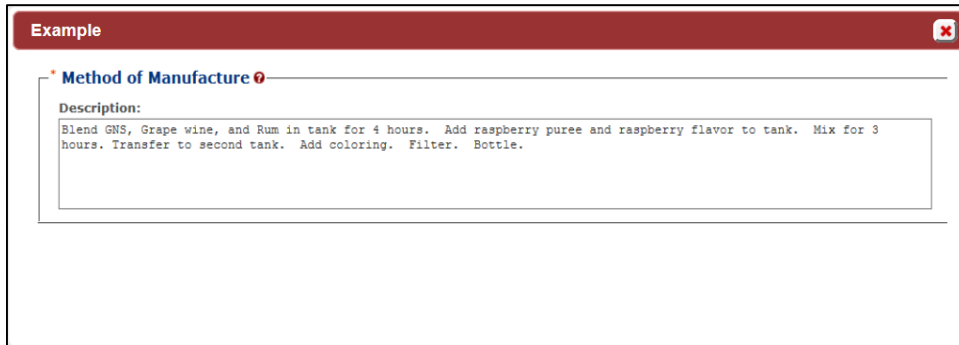 Example
* Method of Manufacture
Description:
Blend GNS, Grape wine, and Rum in tank for 4 hours.  Add raspberry puree and raspberry flavor to tank.  Mix for 3
hours. Transfer to second tank.  Add coloring.  Filter.  Bottle.